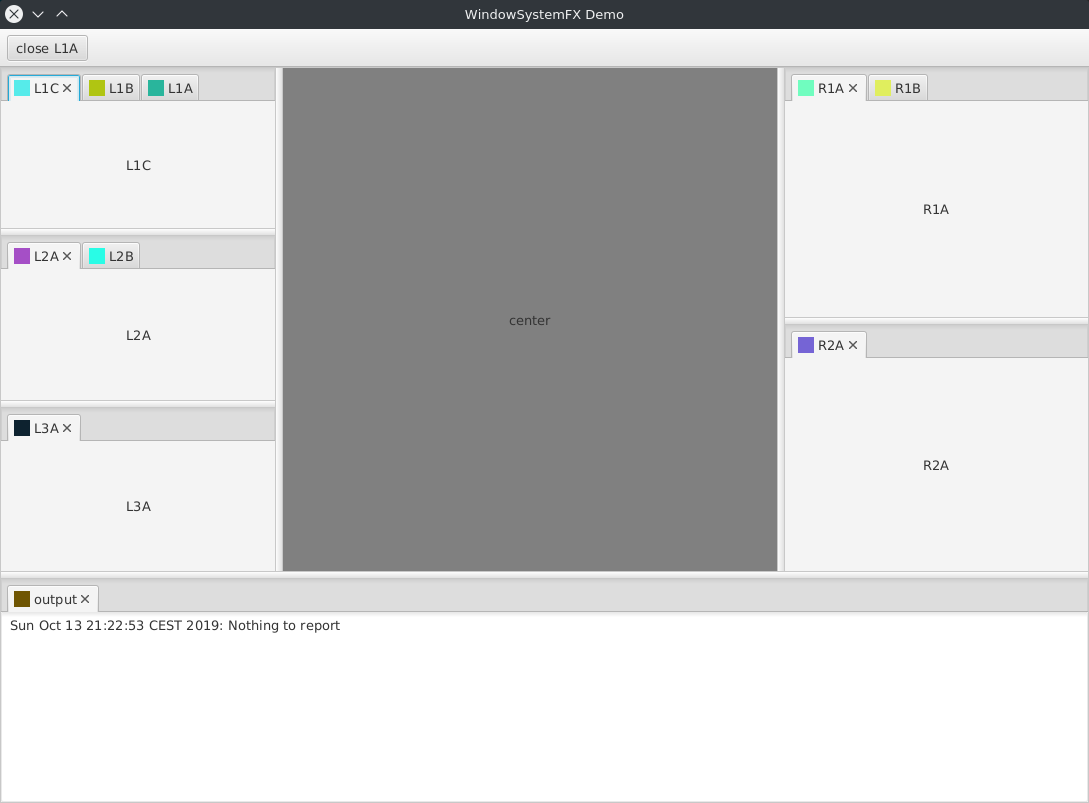 WindowSystemFX Demo
close L1A
L1C L1B L1A
L1C
L2A L2B
L2A
L3A
L3A
center
R1A R1B
R1A
R2A
R2A
output
Sun Oct 13 21:22:53 CEST 2019: Nothing to report